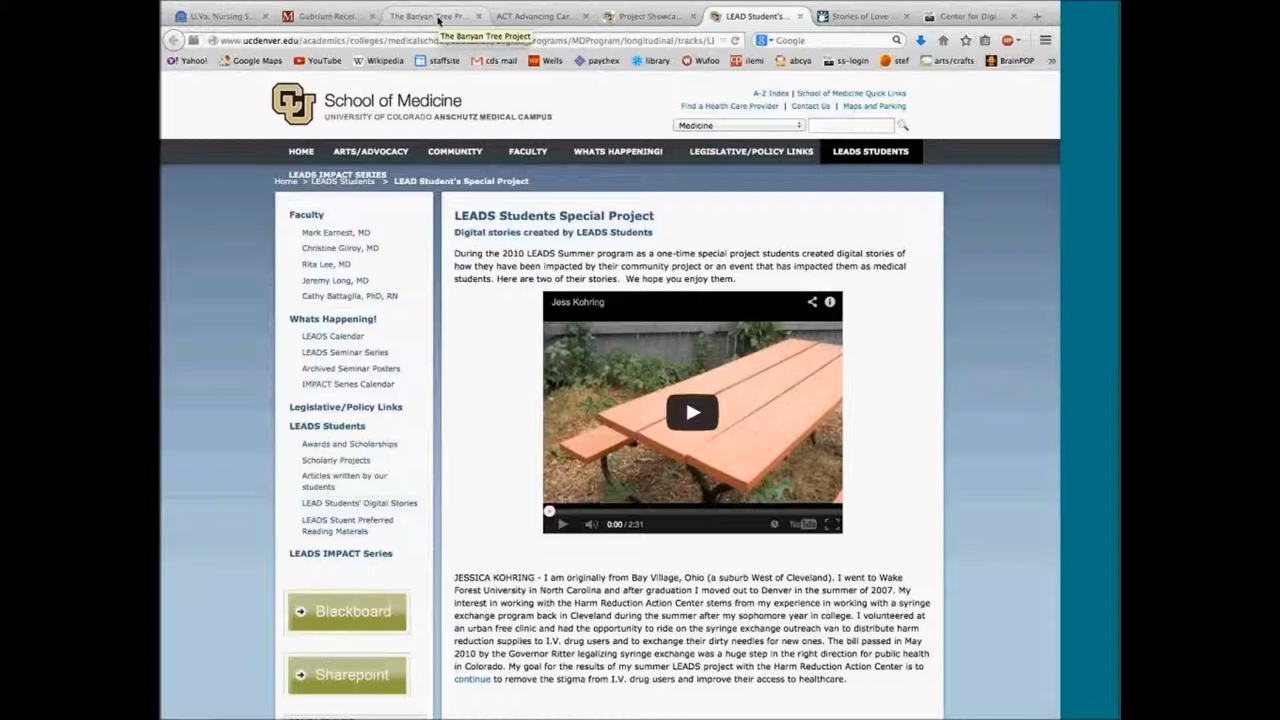 U.Va. Nursing S...
Gubrium Recei...
The Banyan Tree Pr...
ACT Advancing Car...
Project Showca...
LEAD Student's...
Stories of Love ...
Center for Digi...
The Banyan Tree Project
www.ucdenver.edu/academics/colleges/medicalscho
rograms/MDProgram/longitudinal/tracks/LI
Google
Yahoo!
Google Maps
YouTube
Wikipedia
staffsite
cds mail
Wells
paychex
library
Wufoo
ilemi
abcya
ss-login
stef
arts/crafts
BrainPOP
School of Medicine
UNIVERSITY OF COLORADO ANSCHUTZ MEDICAL CAMPUS
A-Z Index | School of Medicine Quick Links
Find a Health Care Provider | Contact Us | Maps and Parking
Medicine
HOME ARTS/ADVOCACY COMMUNITY FACULTY WHATS HAPPENING! LEGISLATIVE/POLICY LINKS LEADS STUDENTS
LEADS IMPACT SERIES
Home > LEADS Students > LEAD Student's Special Project
Faculty
Mark Earnest, MD
Christine Gilroy, MD
Rita Lee, MD
Jeremy Long, MD
Cathy Battaglia, PhD, RN
Whats Happening!
LEADS Calendar
LEADS Seminar Series
Archived Seminar Posters
IMPACT Series Calendar
Legislative/Policy Links
LEADS Students
Awards and Scholarships
Scholarly Projects
Articles written by our
students
LEAD Students' Digital Stories
LEADS Stuent Preferred
Reading Materals
LEADS IMPACT Series
Blackboard
Sharepoint
LEADS Students Special Project
Digital stories created by LEADS Students
During the 2010 LEADS Summer program as a one-time special project students created digital stories of
how they have been impacted by their community project or an event that has impacted them as medical
students. Here are two of their stories. We hope you enjoy them.
Jess Kohring
0:00 / 2:31
YouTube
JESSICA KOHRING - I am originally from Bay Village, Ohio (a suburb West of Cleveland). I went to Wake
Forest University in North Carolina and after graduation I moved out to Denver in the summer of 2007. My
interest in working with the Harm Reduction Action Center stems from my experience in working with a syringe
exchange program back in Cleveland during the summer after my sophomore year in college. I volunteered at
an urban free clinic and had the opportunity to ride on the syringe exchange outreach van to distribute harm
reduction supplies to I.V. drug users and to exchange their dirty needles for new ones. The bill passed in May
2010 by the Governor Ritter legalizing syringe exchange was a huge step in the right direction for public health
in Colorado. My goal for the results of my summer LEADS project with the Harm Reduction Action Center is to
continue to remove the stigma from I.V. drug users and improve their access to healthcare.